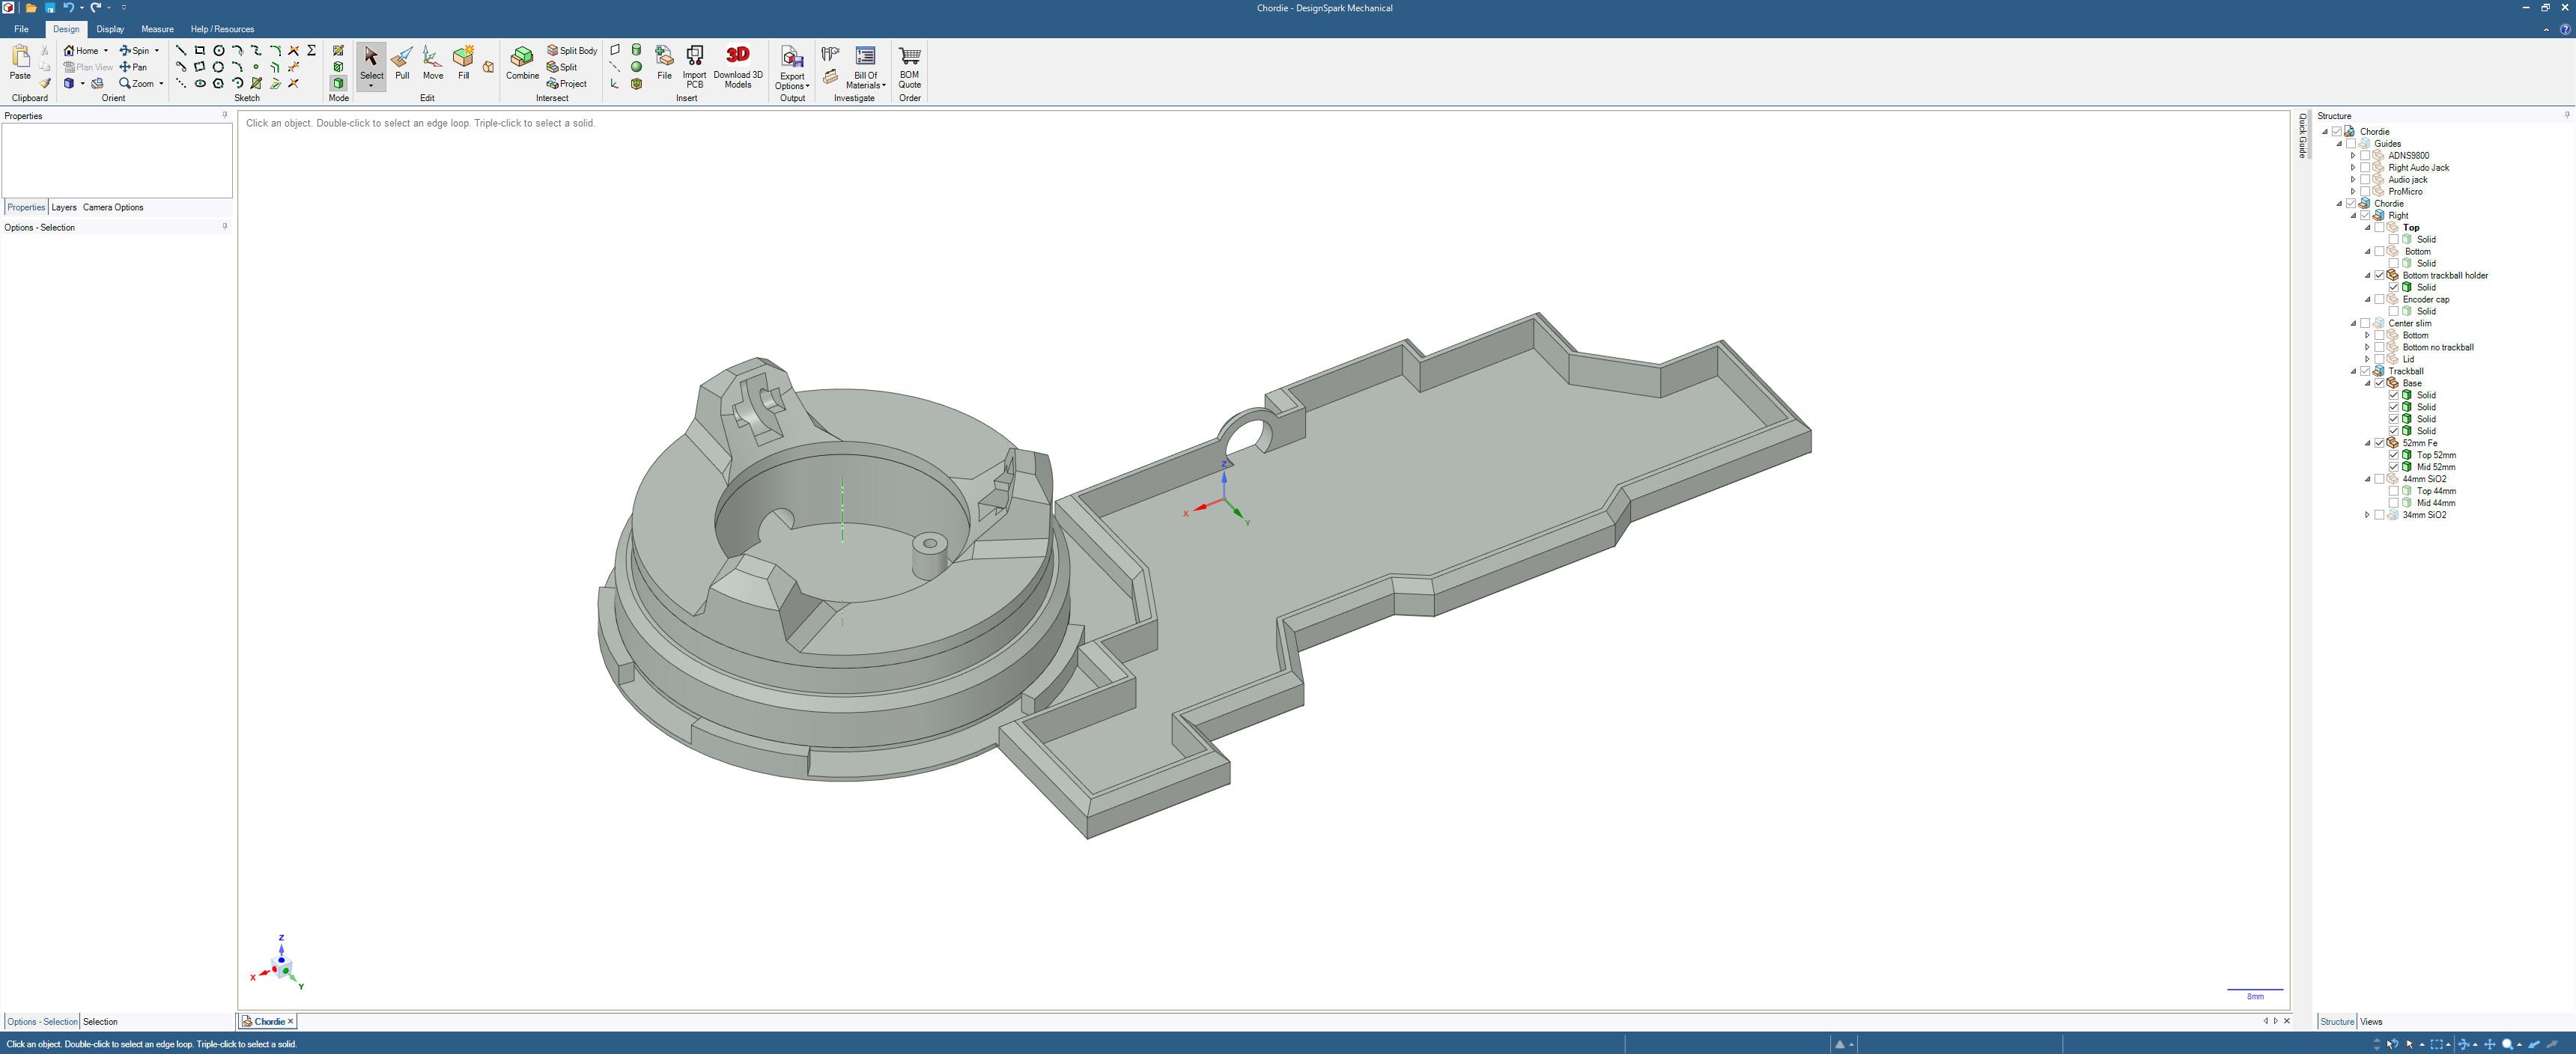 Chordie - DesignSpark Mechanical
File Design Display Measure Help / Resources
Paste
Clipboard
Home
Plan View
Spin
Pan
Zoom
Orient
Sketch
Mode
Select
Pull
Move
Fill
Edit
Combine
Split Body
Split
Project
Intersect
File
Import PCB
Download 3D Models
3D
Insert
Export Options
Output
Bill Of Materials
Investigate
BOM Quote
Order
Properties
Properties Layers Camera Options
Options - Selection
Click an object. Double-click to select an edge loop. Triple-click to select a solid.
Z
X
Y
Z
X
Y
8mm
Quick Guide
Structure
Chordie
Guides
ADNS9800
Right Audo Jack
Audio jack
ProMicro
Chordie
Right
Top
Solid
Bottom
Solid
Bottom trackball holder
Solid
Encoder cap
Solid
Center slim
Bottom
Bottom no trackball
Lid
Trackball
Base
Solid
Solid
Solid
Solid
52mm Fe
Top 52mm
Mid 52mm
44mm SiO2
Top 44mm
Mid 44mm
34mm SiO2
Options - Selection Selection
Chordie
Structure Views
Click an object. Double-click to select an edge loop. Triple-click to select a solid.